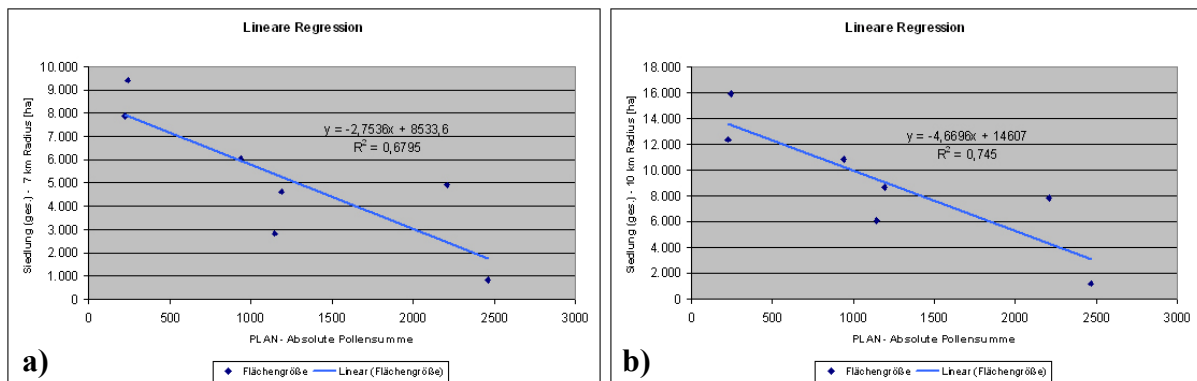 Lineare Regression
10.000
9.000
8.000
7.000
6.000
5.000
4.000
3.000
2.000
1.000
0
Siedlung (ges.) - 7 km Radius [ha]
y = -2,7536x + 8533,6
R² = 0,6795
0 500 1000 1500 2000 2500 3000
PLAN- Absolute Pollensumme
a)
Flächengröße Linear (Flächengröße)
Lineare Regression
18.000
16.000
14.000
12.000
10.000
8.000
6.000
4.000
2.000
0
Siedlung (ges.) - 10 km Radius [ha]
y = -4,6696x + 14607
R² = 0,745
0 500 1000 1500 2000 2500 3000
PLAN- Absolute Pollensumme
b)
Flächengröße Linear (Flächengröße)